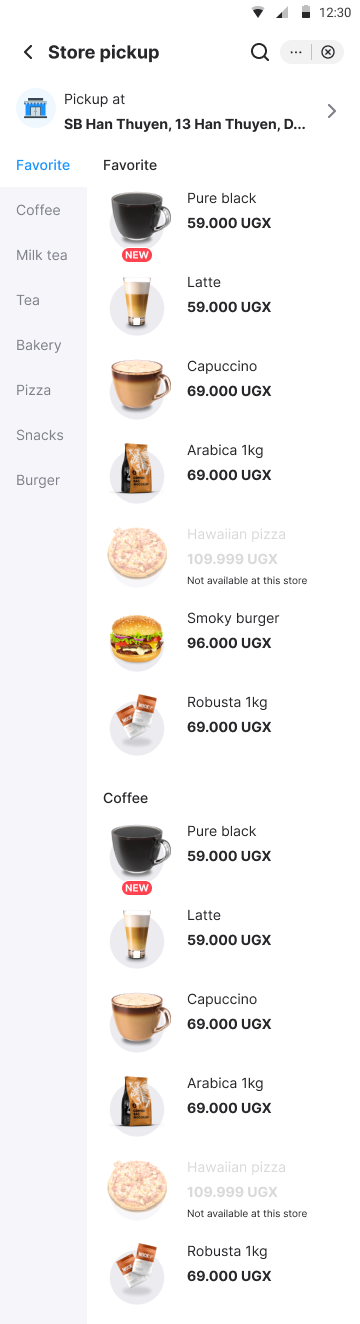 12:30
Store pickup
Pickup at
SB Han Thuyen, 13 Han Thuyen, D...
Favorite
Coffee
Milk tea
Tea
Bakery
Pizza
Snacks
Burger
Favorite
Pure black
59.000 UGX
NEW
Latte
59.000 UGX
Capuccino
69.000 UGX
Arabica 1kg
69.000 UGX
Hawaiian pizza
109.999 UGX
Not available at this store
Smoky burger
96.000 UGX
Robusta 1kg
69.000 UGX
Coffee
Pure black
59.000 UGX
NEW
Latte
59.000 UGX
Capuccino
69.000 UGX
Arabica 1kg
69.000 UGX
Hawaiian pizza
109.999 UGX
Not available at this store
Robusta 1kg
69.000 UGX